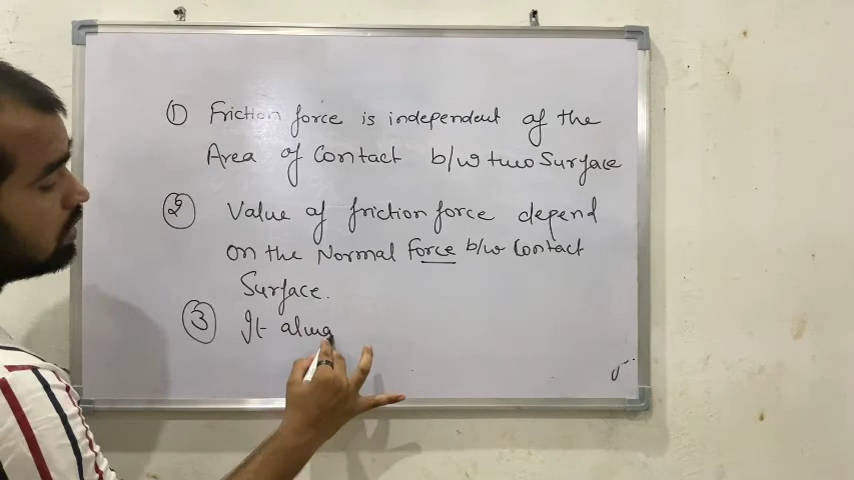 ① Friction force is independent of the
Area of Contact b/w two Surface
② Value of friction force depend
on the Normal force b/w Contact
Surface.
③ It alwa